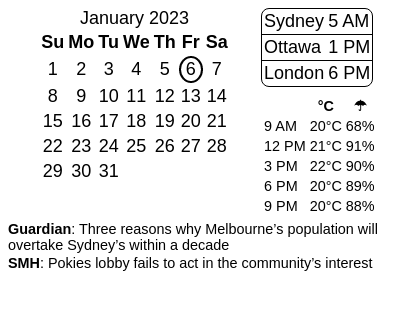 January 2023
Su Mo Tu We Th Fr Sa
1 2 3 4 5 6 7
8 9 10 11 12 13 14
15 16 17 18 19 20 21
22 23 24 25 26 27 28
29 30 31
Sydney 5 AM
Ottawa 1 PM
London 6 PM
°C ☂
9 AM 20°C 68%
12 PM 21°C 91%
3 PM 22°C 90%
6 PM 20°C 89%
9 PM 20°C 88%
Guardian: Three reasons why Melbourne’s population will
overtake Sydney’s within a decade
SMH: Pokies lobby fails to act in the community’s interest